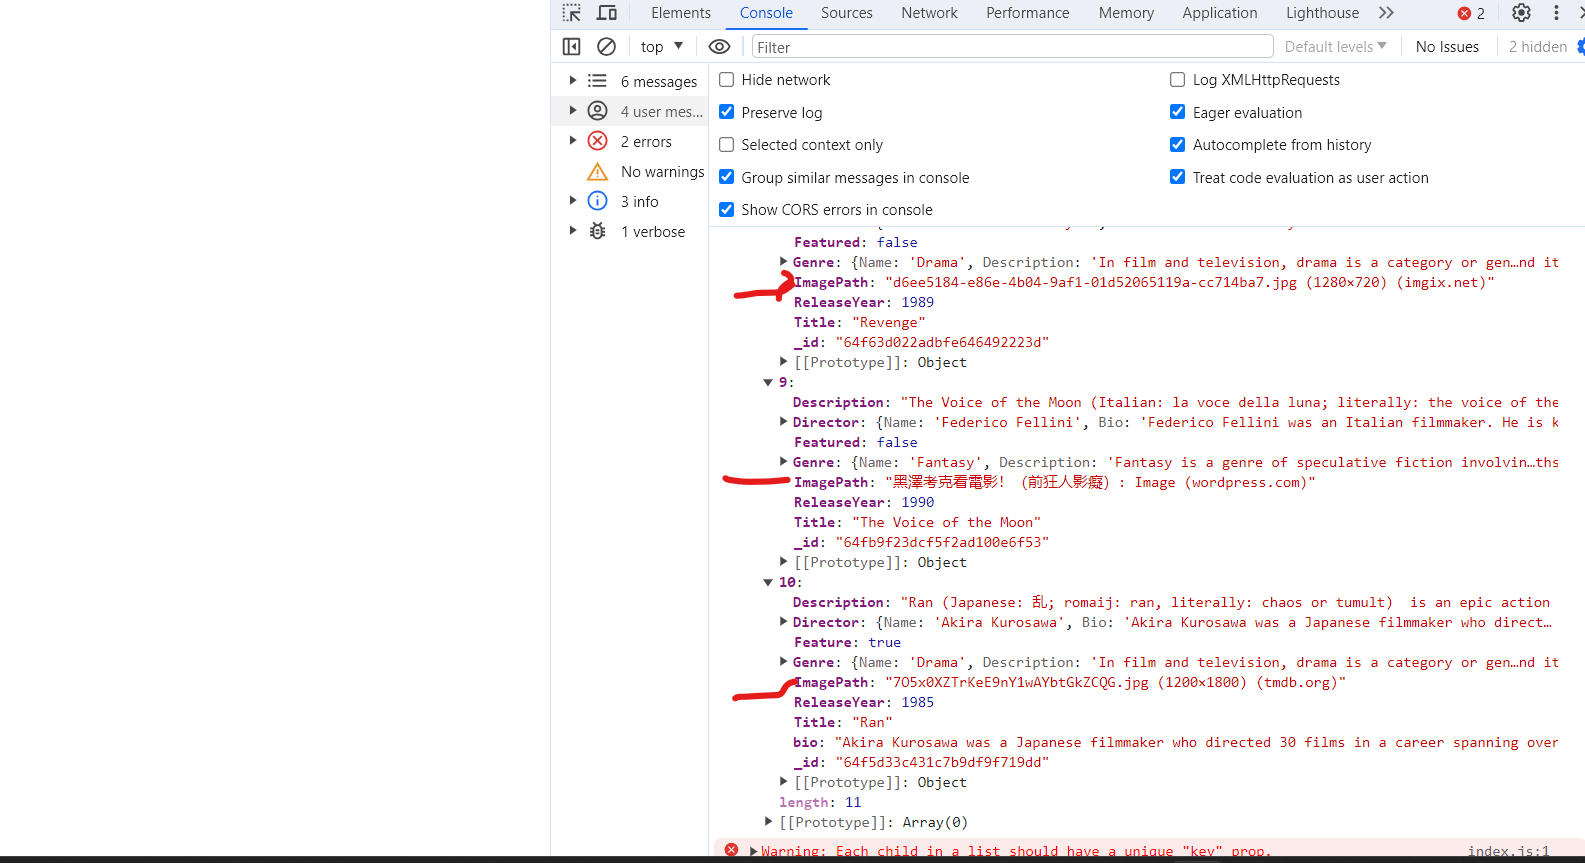 Elements Console Sources Network Performance Memory Application Lighthouse 2
top Filter Default levels No Issues 2 hidden
6 messages
4 user mes...
2 errors
No warnings
3 info
1 verbose
Hide network Log XMLHttpRequests
Preserve log Eager evaluation
Selected context only Autocomplete from history
Group similar messages in console Treat code evaluation as user action
Show CORS errors in console
Featured: false
Genre: {Name: 'Drama', Description: 'In film and television, drama is a category or gen…nd it
ImagePath: "d6ee5184-e86e-4b04-9af1-01d52065119a-cc714ba7.jpg (1280×720) (imgix.net)"
ReleaseYear: 1989
Title: "Revenge"
_id: "64f63d022adbfe646492223d"
[[Prototype]]: Object
9:
Description: "The Voice of the Moon (Italian: la voce della luna; literally: the voice of the
Director: {Name: 'Federico Fellini', Bio: 'Federico Fellini was an Italian filmmaker. He is k
Featured: false
Genre: {Name: 'Fantasy', Description: 'Fantasy is a genre of speculative fiction involvin…ths
ImagePath: "黑澤考克看電影! (前狂人影癡) : Image (wordpress.com)"
ReleaseYear: 1990
Title: "The Voice of the Moon"
_id: "64fb9f23dcf5f2ad100e6f53"
[[Prototype]]: Object
10:
Description: "Ran (Japanese: 乱; romaij: ran, literally: chaos or tumult)  is an epic action
Director: {Name: 'Akira Kurosawa', Bio: 'Akira Kurosawa was a Japanese filmmaker who direct…
Feature: true
Genre: {Name: 'Drama', Description: 'In film and television, drama is a category or gen…nd it
ImagePath: "7O5x0XZTrKeE9nY1wAYbtGkZCQG.jpg (1200×1800) (tmdb.org)"
ReleaseYear: 1985
Title: "Ran"
bio: "Akira Kurosawa was a Japanese filmmaker who directed 30 films in a career spanning over
_id: "64f5d33c431c7b9df9f719dd"
[[Prototype]]: Object
length: 11
[[Prototype]]: Array(0)
Warning: Each child in a list should have a unique "key" prop. index.js:1